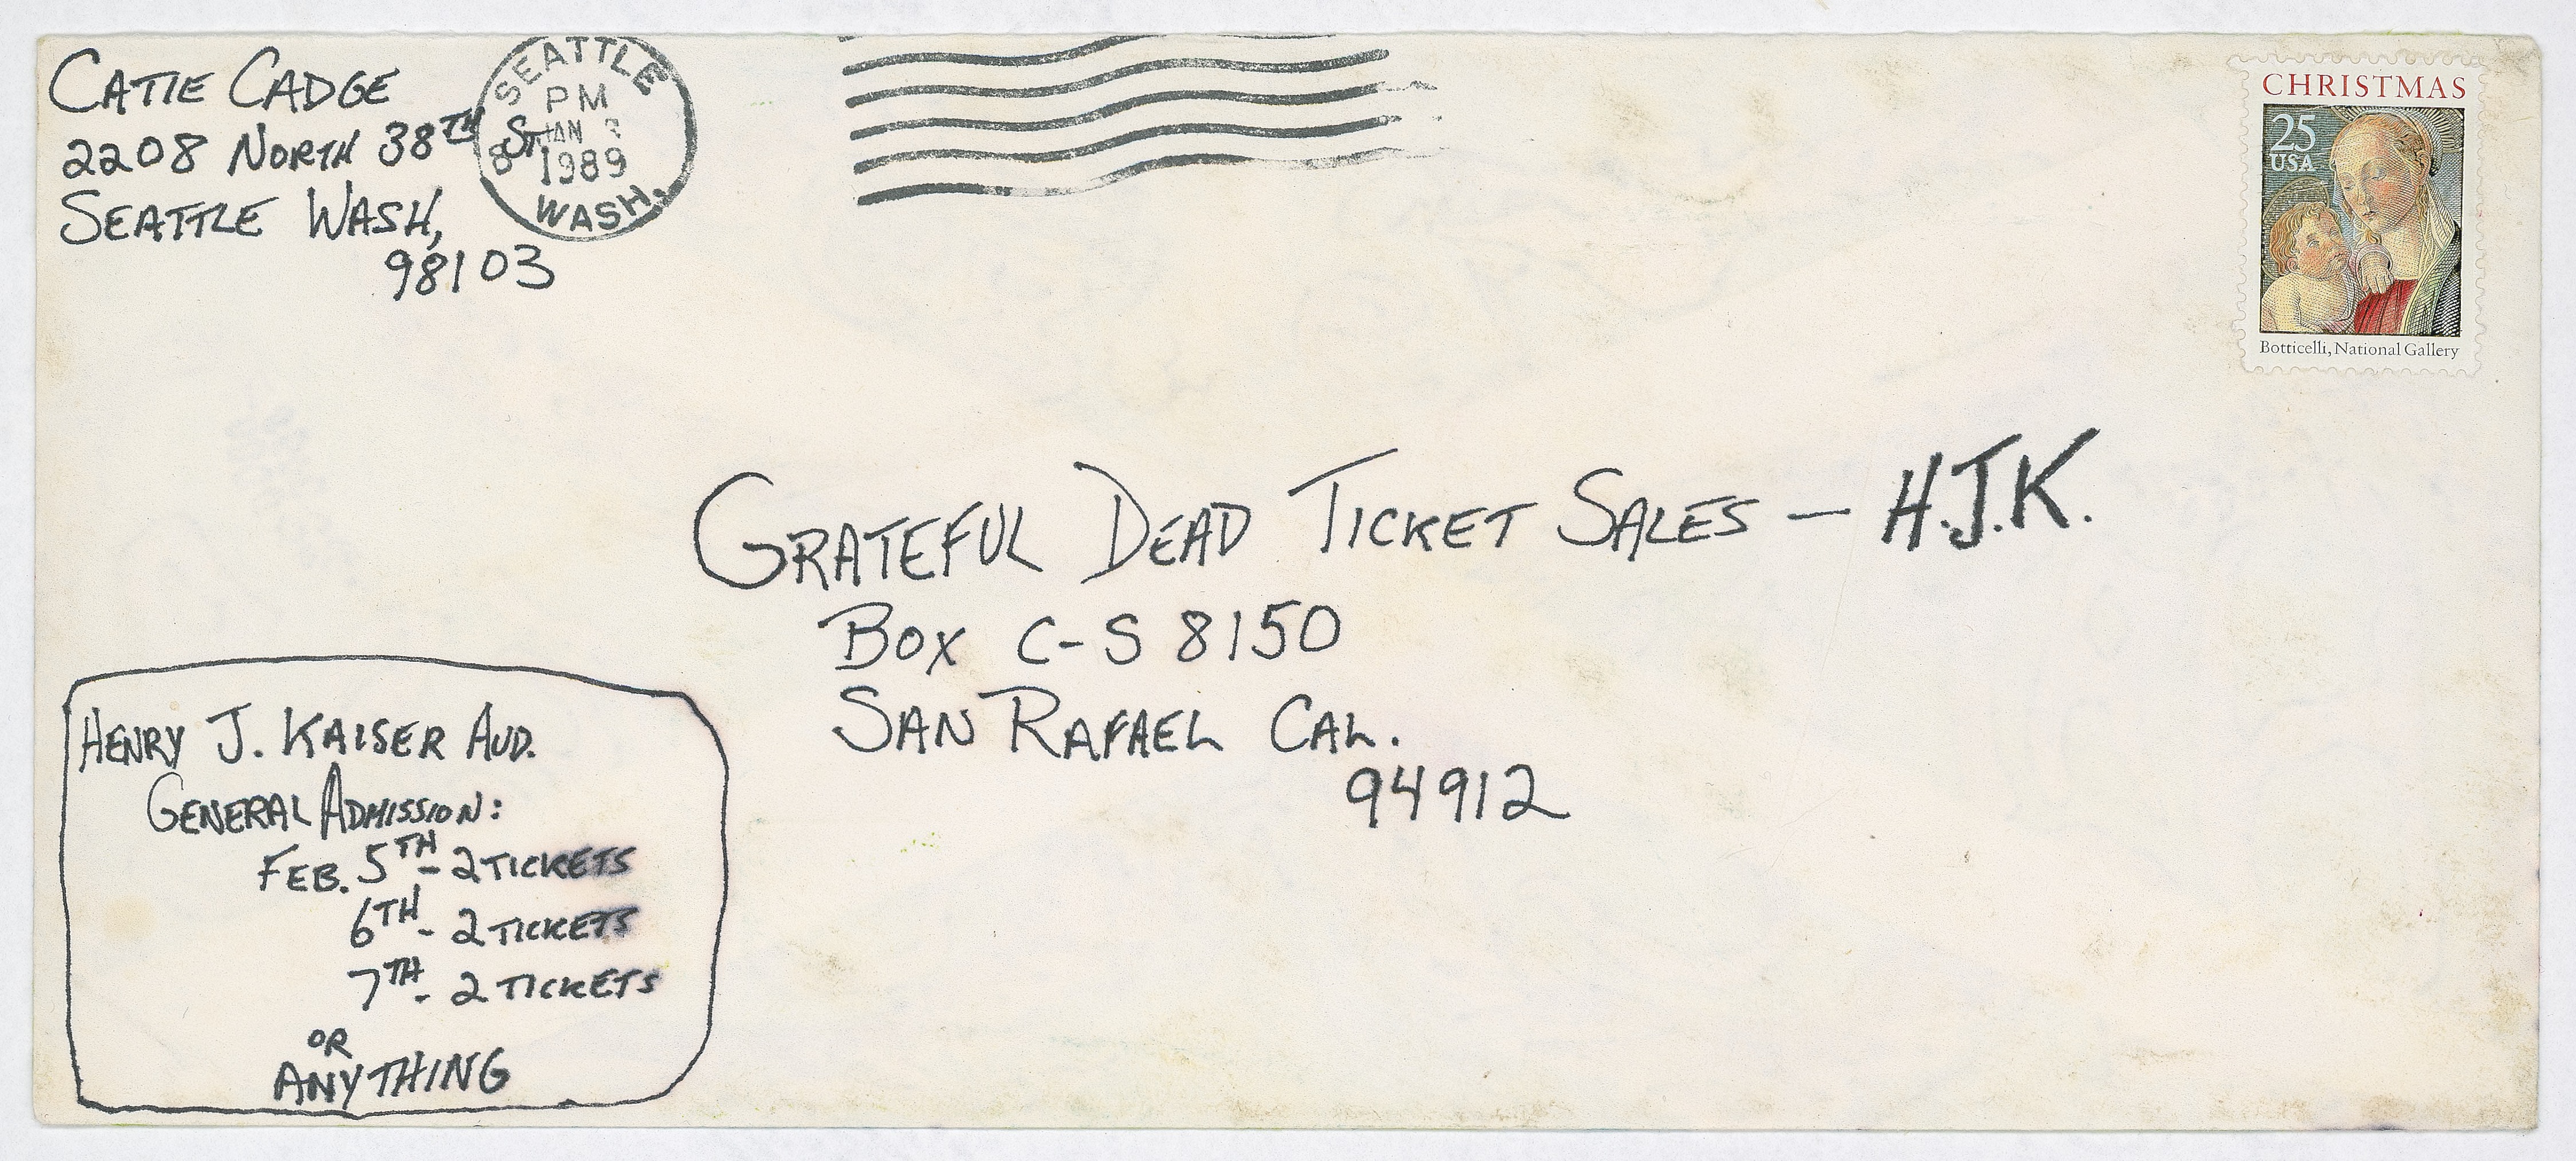 CATIE CADGE
2208 NORTH 38TH ST.
SEATTLE WASH,
98103
SEATTLE
PM
JAN
1989
WASH.
CHRISTMAS
25
USA
Botticelli, National Gallery
GRATEFUL DEAD TICKET SALES — H.J.K.
BOX C-S 8150
SAN RAFAEL CAL.
94912
HENRY J. KAISER AUD.
GENERAL ADMISSION:
FEB. 5TH - 2 TICKETS
6TH - 2 TICKETS
7TH - 2 TICKETS
OR
ANYTHING